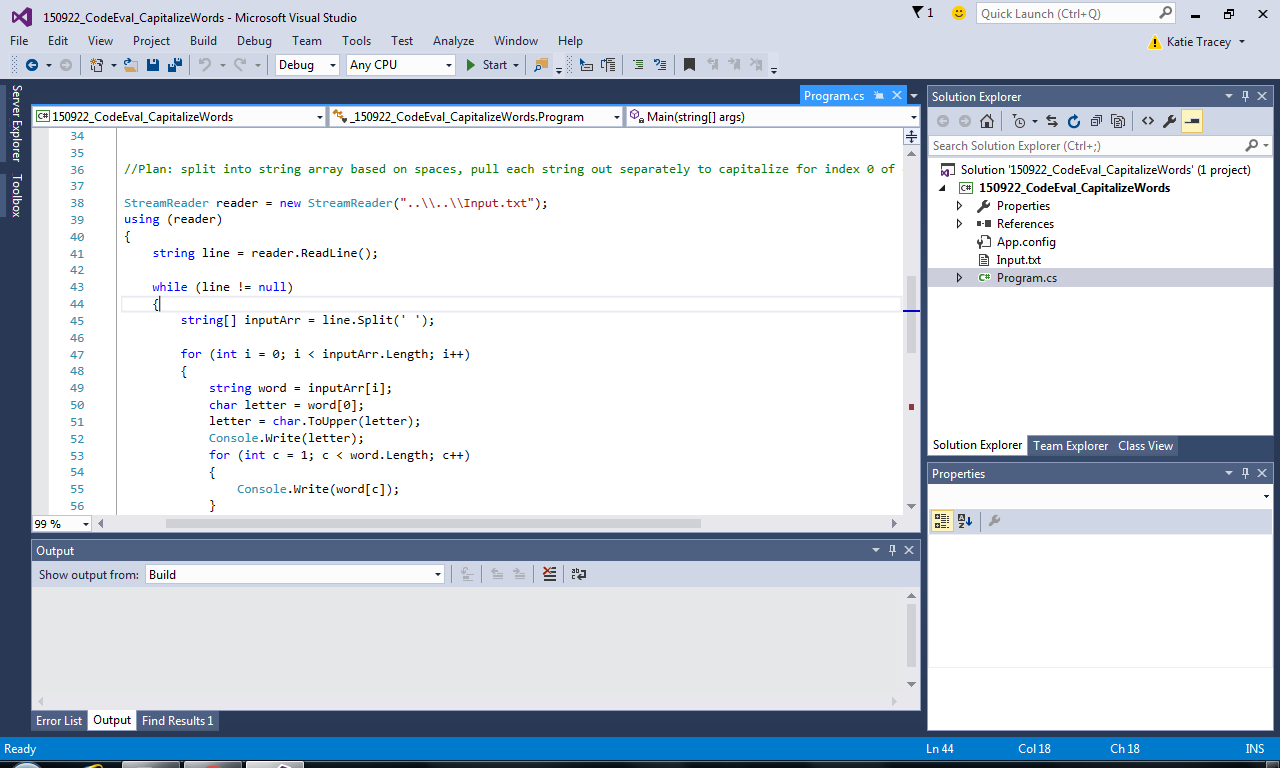 150922_CodeEval_CapitalizeWords - Microsoft Visual Studio
1
Quick Launch (Ctrl+Q)
File Edit View Project Build Debug Team Tools Test Analyze Window Help
Katie Tracey
Debug Any CPU Start
Server Explorer
Toolbox
Program.cs
150922_CodeEval_CapitalizeWords _150922_CodeEval_CapitalizeWords.Program Main(string[] args)
34
35
36 //Plan: split into string array based on spaces, pull each string out separately to capitalize for index 0 of
37
38 StreamReader reader = new StreamReader("..\\..\\Input.txt");
39 using (reader)
40 {
41 string line = reader.ReadLine();
42
43 while (line != null)
44 {
45 string[] inputArr = line.Split(' ');
46
47 for (int i = 0; i < inputArr.Length; i++)
48 {
49 string word = inputArr[i];
50 char letter = word[0];
51 letter = char.ToUpper(letter);
52 Console.Write(letter);
53 for (int c = 1; c < word.Length; c++)
54 {
55 Console.Write(word[c]);
56 }
99 %
Output
Show output from: Build
Error List Output Find Results 1
Solution Explorer
Search Solution Explorer (Ctrl+;)
Solution '150922_CodeEval_CapitalizeWords' (1 project)
150922_CodeEval_CapitalizeWords
Properties
References
App.config
Input.txt
Program.cs
Solution Explorer Team Explorer Class View
Properties
Ready Ln 44 Col 18 Ch 18 INS